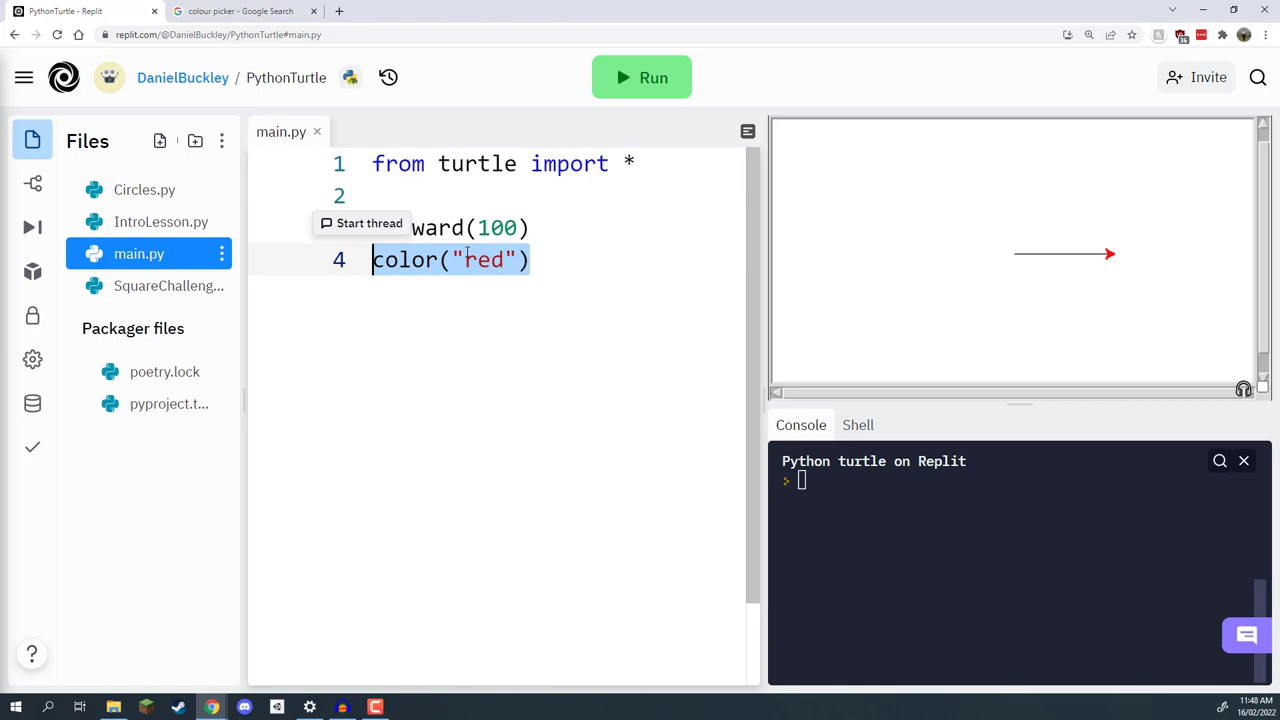 PythonTurtle - Replit
colour picker - Google Search
replit.com/@DanielBuckley/PythonTurtle#main.py
36
DanielBuckley / PythonTurtle
Run
Invite
Files
main.py
Circles.py
IntroLesson.py
main.py
SquareChalleng...
Packager files
poetry.lock
pyproject.t...
1 from turtle import *
2
Start thread
ward(100)
4 color("red")
Console
Shell
Python turtle on Replit
11:48 AM
16/02/2022